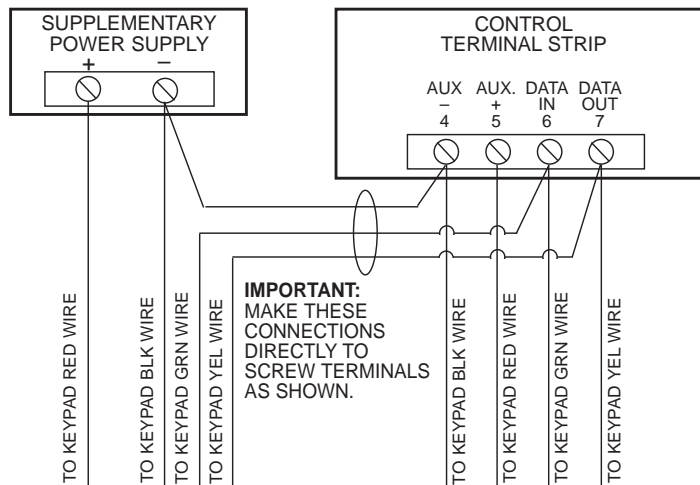 SUPPLEMENTARY
POWER SUPPLY
+ –
CONTROL
TERMINAL STRIP
AUX AUX. DATA DATA
– + IN OUT
4 5 6 7
IMPORTANT:
MAKE THESE
CONNECTIONS
DIRECTLY TO
SCREW TERMINALS
AS SHOWN.
TO KEYPAD RED WIRE
TO KEYPAD BLK WIRE
TO KEYPAD GRN WIRE
TO KEYPAD YEL WIRE
TO KEYPAD BLK WIRE
TO KEYPAD RED WIRE
TO KEYPAD GRN WIRE
TO KEYPAD YEL WIRE